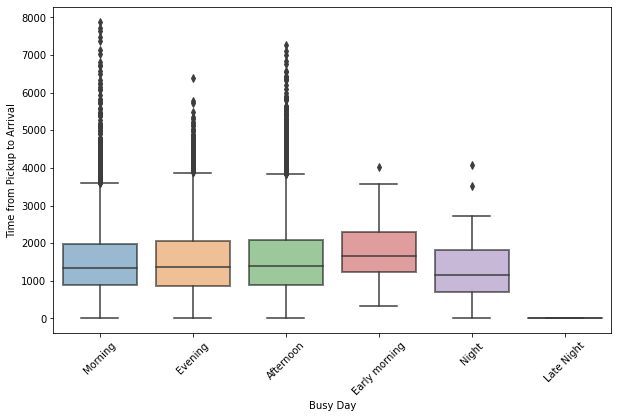 8000
7000
6000
5000
4000
3000
2000
1000
0
Time from Pickup to Arrival
Morning
Evening
Afternoon
Early morning
Night
Late Night
Busy Day